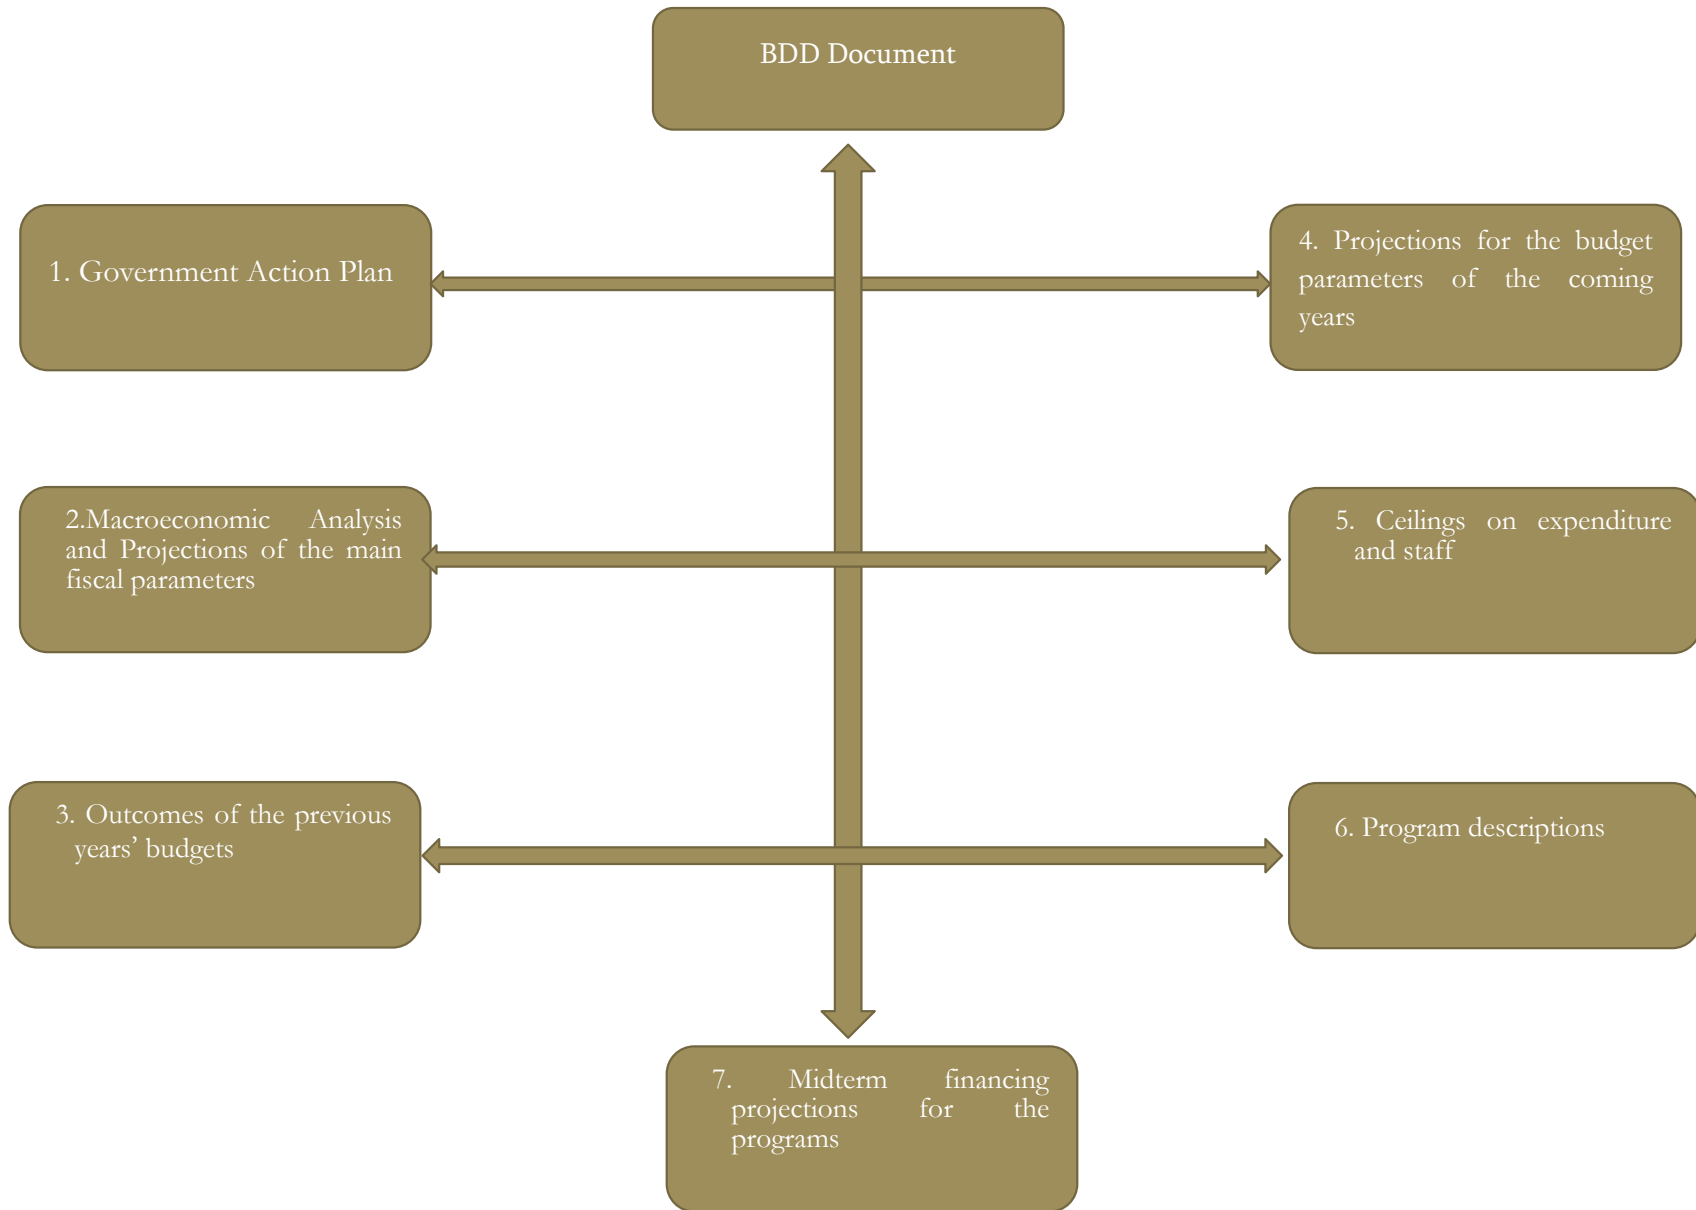 BDD Document
1. Government Action Plan
4. Projections for the budget
parameters of the coming
years
2.Macroeconomic Analysis
and Projections of the main
fiscal parameters
5. Ceilings on expenditure
and staff
3. Outcomes of the previous
years’ budgets
6. Program descriptions
7. Midterm financing
projections for the
programs